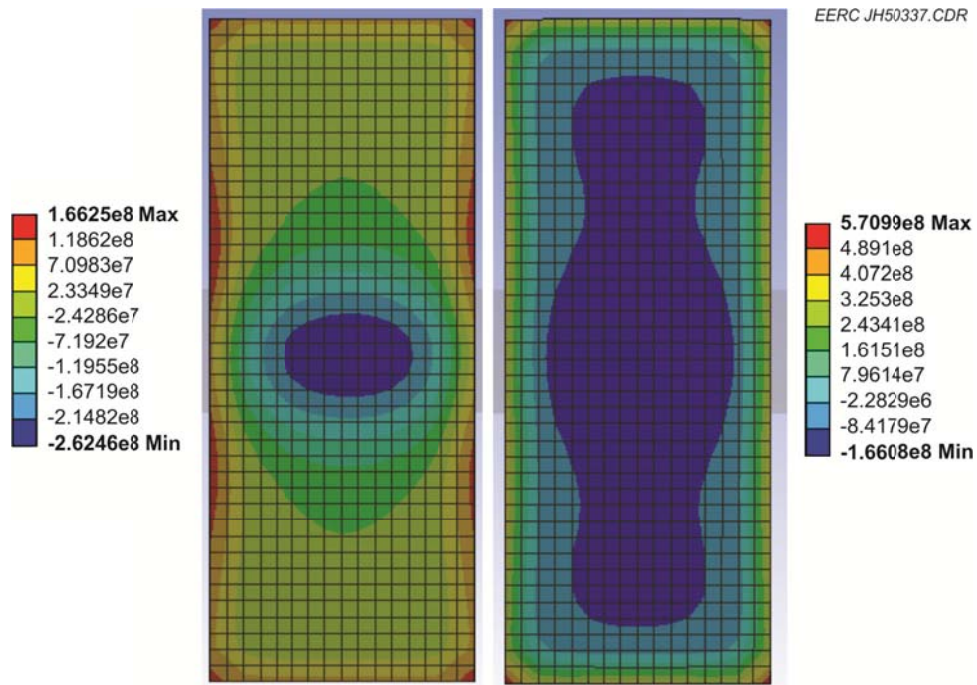 EERC JH50337.CDR
1.6625e8 Max
1.1862e8
7.0983e7
2.3349e7
-2.4286e7
-7.192e7
-1.1955e8
-1.6719e8
-2.1482e8
-2.6246e8 Min
5.7099e8 Max
4.891e8
4.072e8
3.253e8
2.4341e8
1.6151e8
7.9614e7
-2.2829e6
-8.4179e7
-1.6608e8 Min